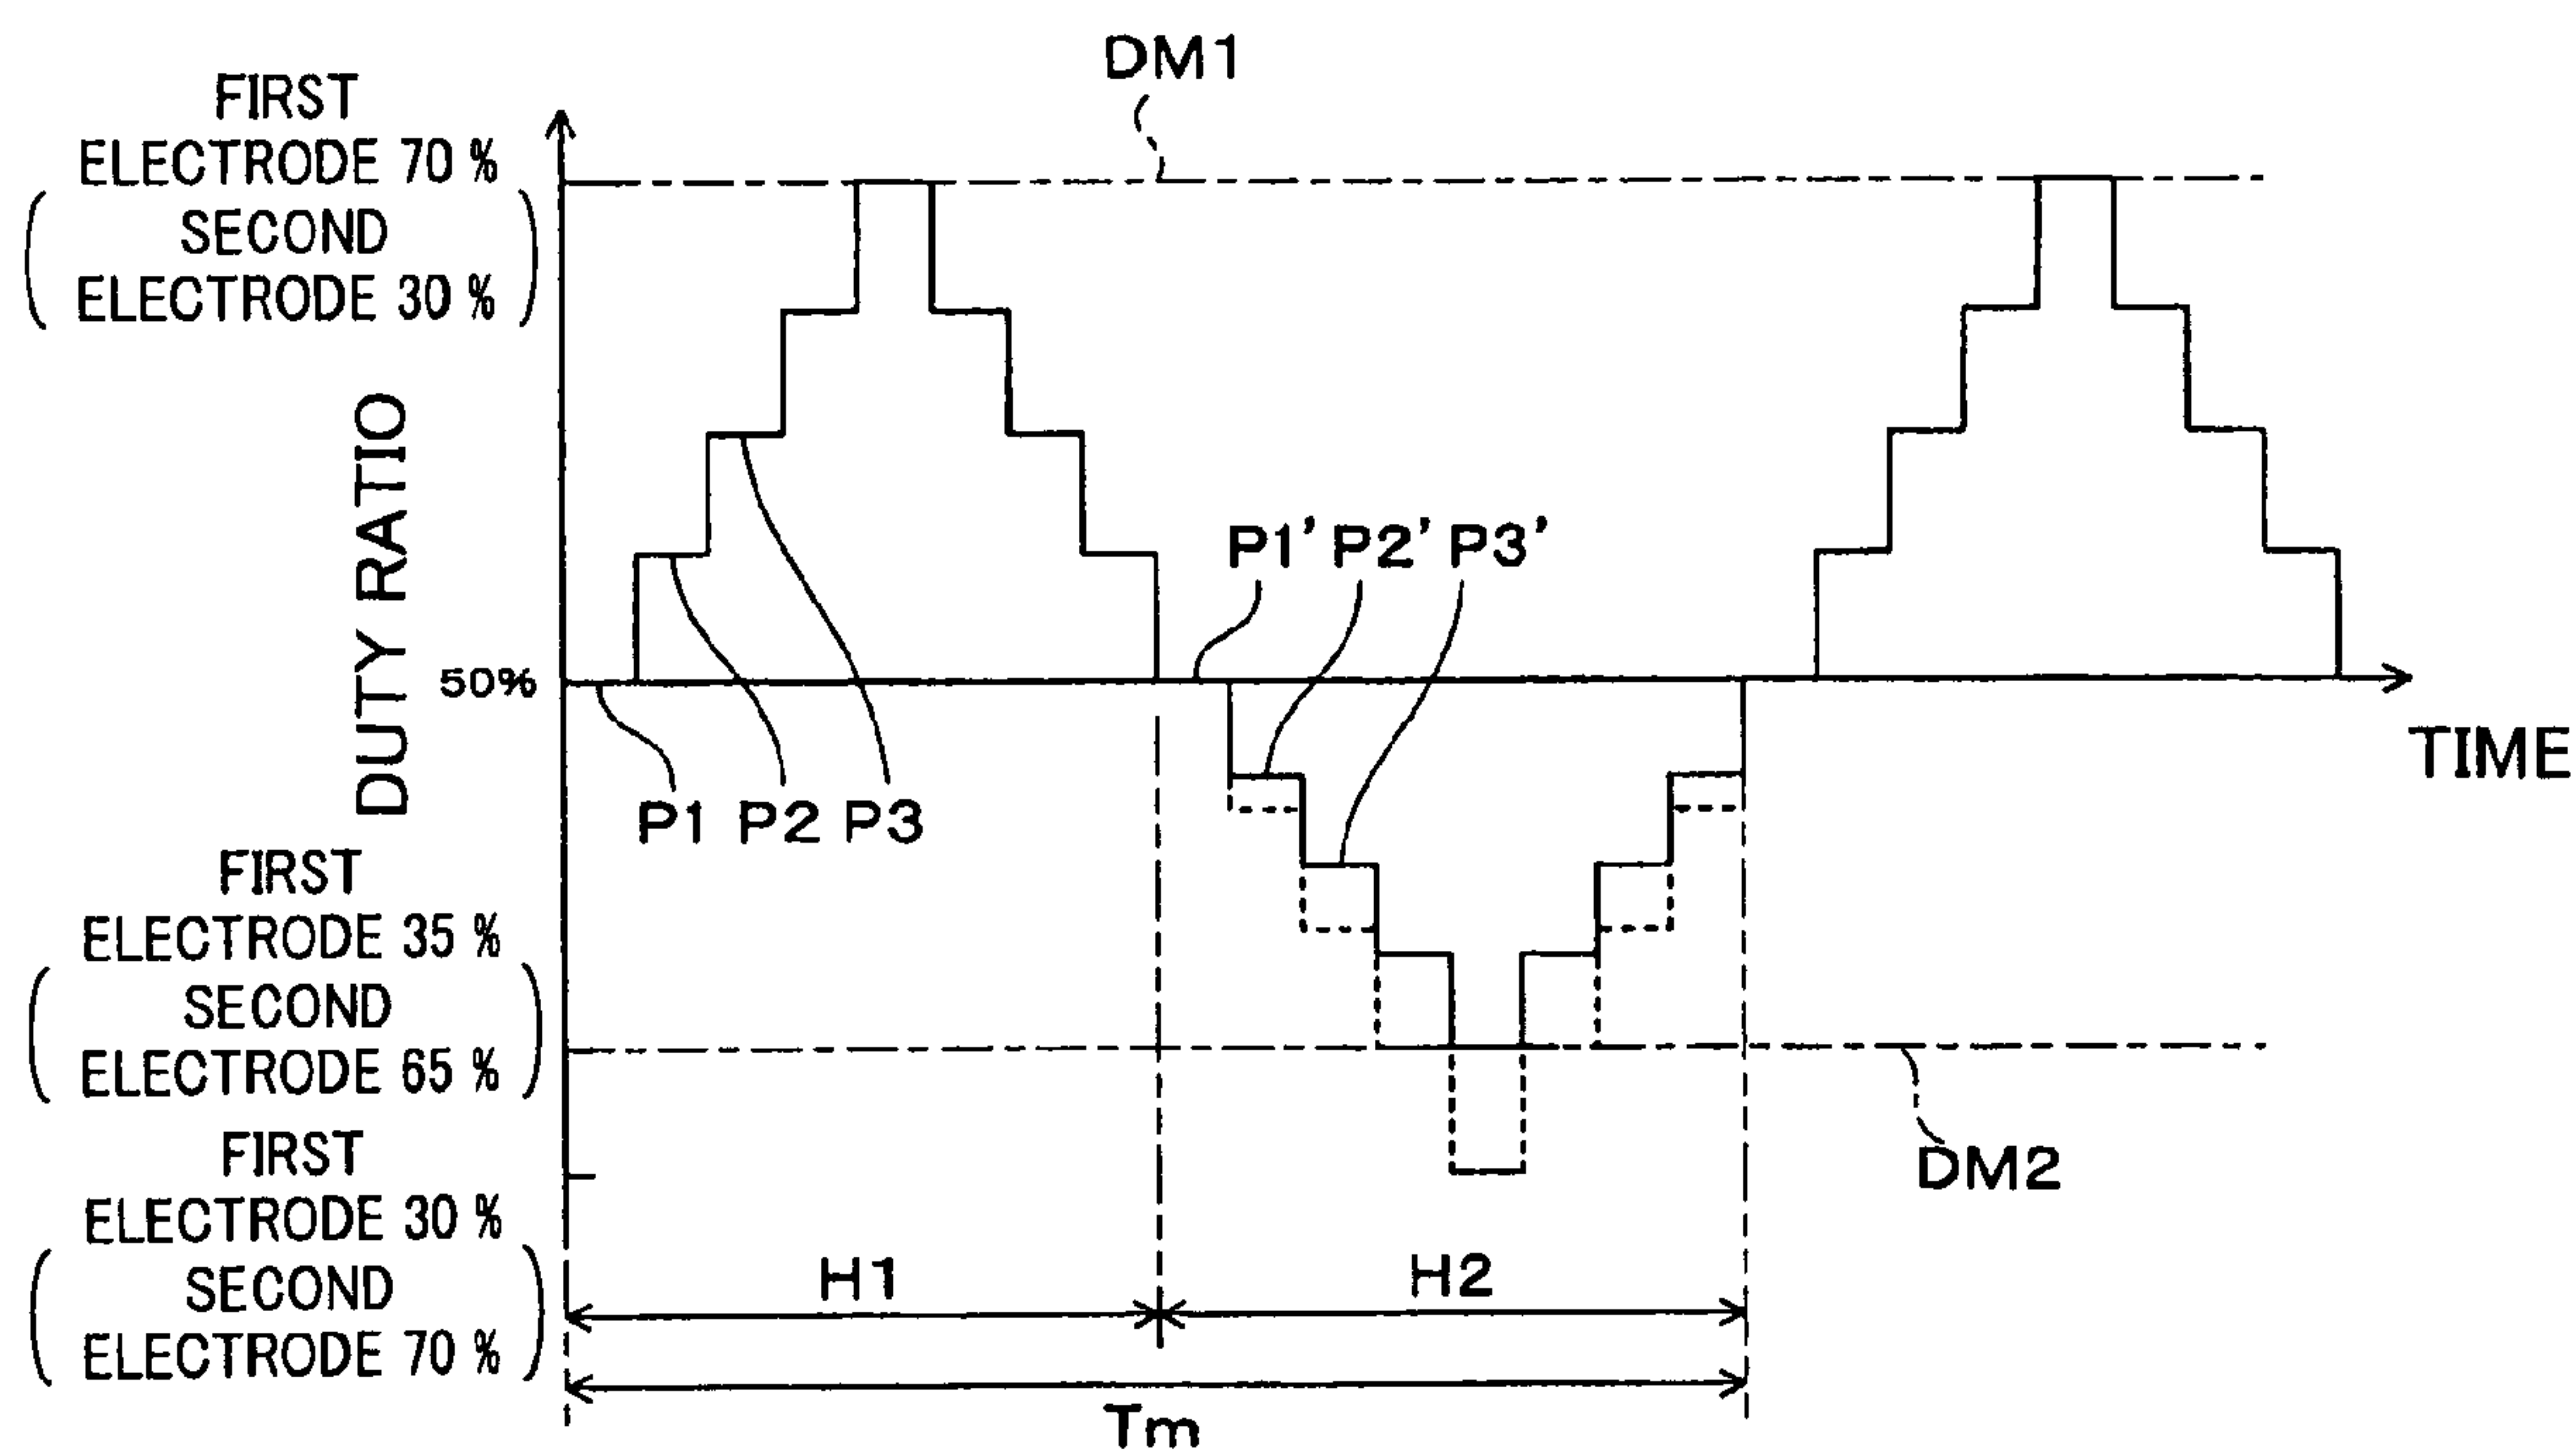 DM1
FIRST
ELECTRODE 70 %
( SECOND
ELECTRODE 30 % )
DUTY RATIO
P1' P2' P3'
50%
TIME
P1 P2 P3
FIRST
ELECTRODE 35 %
( SECOND
ELECTRODE 65 % )
DM2
FIRST
ELECTRODE 30 %
( SECOND
ELECTRODE 70 % )
H1 H2
Tm